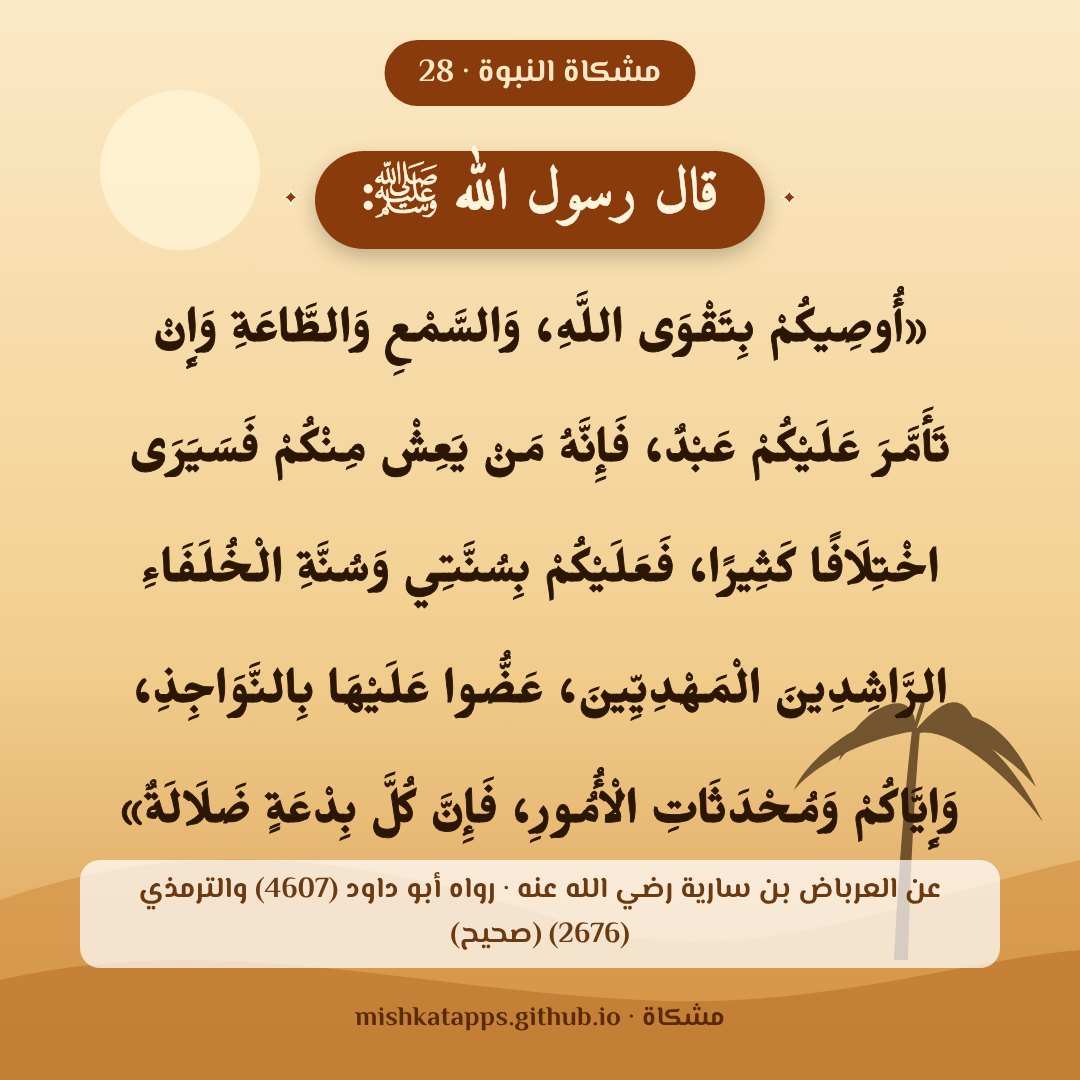 مشكاة النبوة · 28
قال رسول الله ﷺ:
«أُوصِيكُمْ بِتَقْوَى اللَّهِ، وَالسَّمْعِ وَالطَّاعَةِ وَإِنْ
تَأَمَّرَ عَلَيْكُمْ عَبْدٌ، فَإِنَّهُ مَنْ يَعِشْ مِنْكُمْ فَسَيَرَى
اخْتِلَافًا كَثِيرًا، فَعَلَيْكُمْ بِسُنَّتِي وَسُنَّةِ الْخُلَفَاءِ
الرَّاشِدِينَ الْمَهْدِيِّينَ، عَضُّوا عَلَيْهَا بِالنَّوَاجِذِ،
وَإِيَّاكُمْ وَمُحْدَثَاتِ الْأُمُورِ، فَإِنَّ كُلَّ بِدْعَةٍ ضَلَالَةٌ»
عن العرباض بن سارية رضي الله عنه · رواه أبو داود (4607) والترمذي
(2676) (صحيح)
مشكاة · mishkatapps.github.io